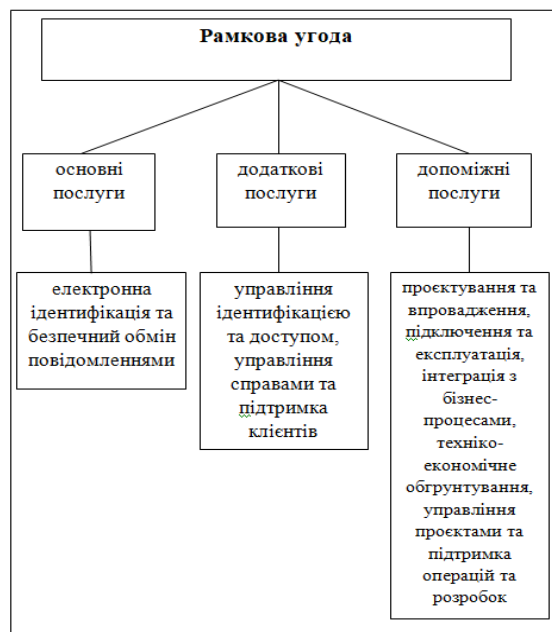 Рамкова угода
основні
послуги
додаткові
послуги
допоміжні
послуги
електронна
ідентифікація та
безпечний обмін
повідомленнями
управління
ідентифікацією
та доступом,
управління
справами та
підтримка
клієнтів
проєктування та
впровадження,
підключення та
експлуатація,
інтеграція з
бізнес-
процесами,
техніко-
економічне
обгрунтування,
управління
проєктами та
підтримка
операцій та
розробок